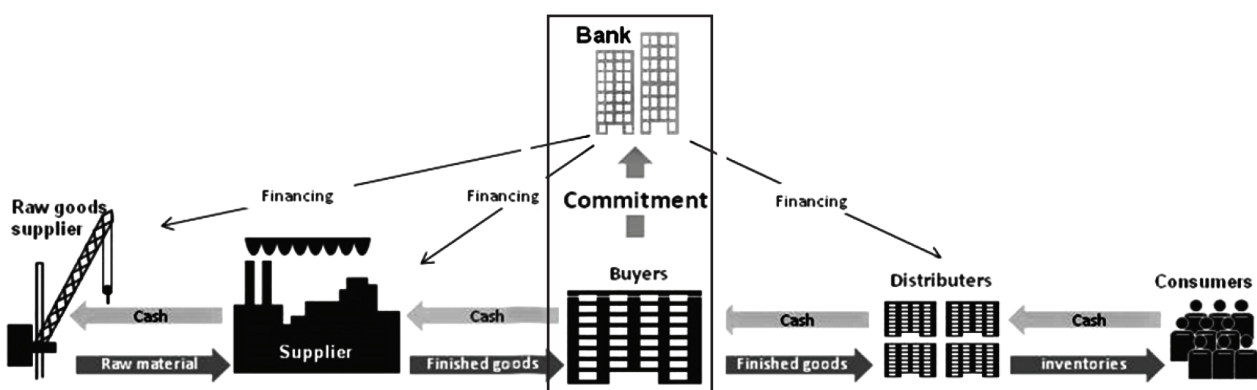 Bank
Financing
Financing
Commitment
Financing
Raw goods
supplier
Buyers
Distributers
Consumers
Cash
Cash
Cash
Cash
Supplier
Raw material
Finished goods
Finished goods
inventories